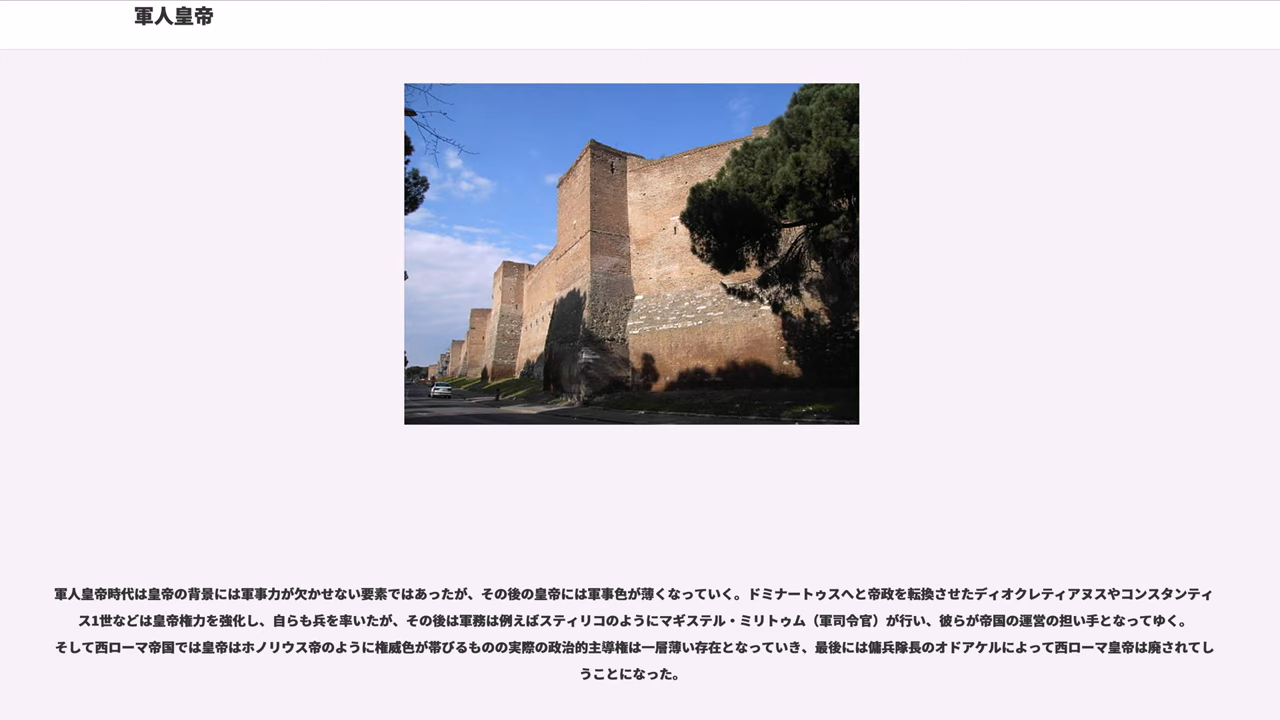 軍人皇帝
軍人皇帝時代は皇帝の背景には軍事力が欠かせない要素ではあったが、その後の皇帝には軍事色が薄くなっていく。ドミナートゥスへと帝政を転換させたディオクレティアヌスやコンスタンティ
ス1世などは皇帝権力を強化し、自らも兵を率いたが、その後は軍務は例えばスティリコのようにマギステル・ミリトゥム（軍司令官）が行い、彼らが帝国の運営の担い手となってゆく。
そして西ローマ帝国では皇帝はホノリウス帝のように権威色が帯びるものの実際の政治的主導権は一層薄い存在となっていき、最後には傭兵隊長のオドアケルによって西ローマ皇帝は廃されてし
うことになった。